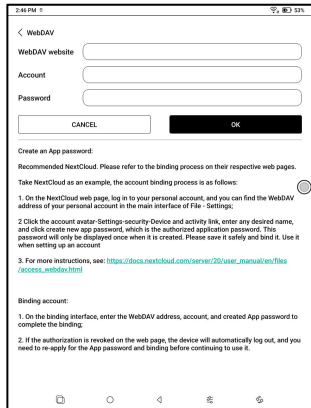 2:46 PM
53%
WebDAV
WebDAV website
Account
Password
CANCEL
OK
Create an App password:
Recommended NextCloud. Please refer to the binding process on their respective web pages.
Take NextCloud as an example, the account binding process is as follows:
1. On the NextCloud web page, log in to your personal account, and you can find the WebDAV
address of your personal account in the main interface of File - Settings;
2 Click the account avatar-Settings-security-Device and activity link, enter any desired name,
and click create new app password, which is the authorized application password. This
password will only be displayed once when it is created. Please save it safely and bind it. Use it
when setting up an account
3. For more instructions, see: https://docs.nextcloud.com/server/20/user_manual/en/files
/access_webdav.html
Binding account:
1. On the binding interface, enter the WebDAV address, account, and created App password to
complete the binding;
2. If the authorization is revoked on the web page, the device will automatically log out, and you
need to re-apply for the App password and binding before continuing to use it.